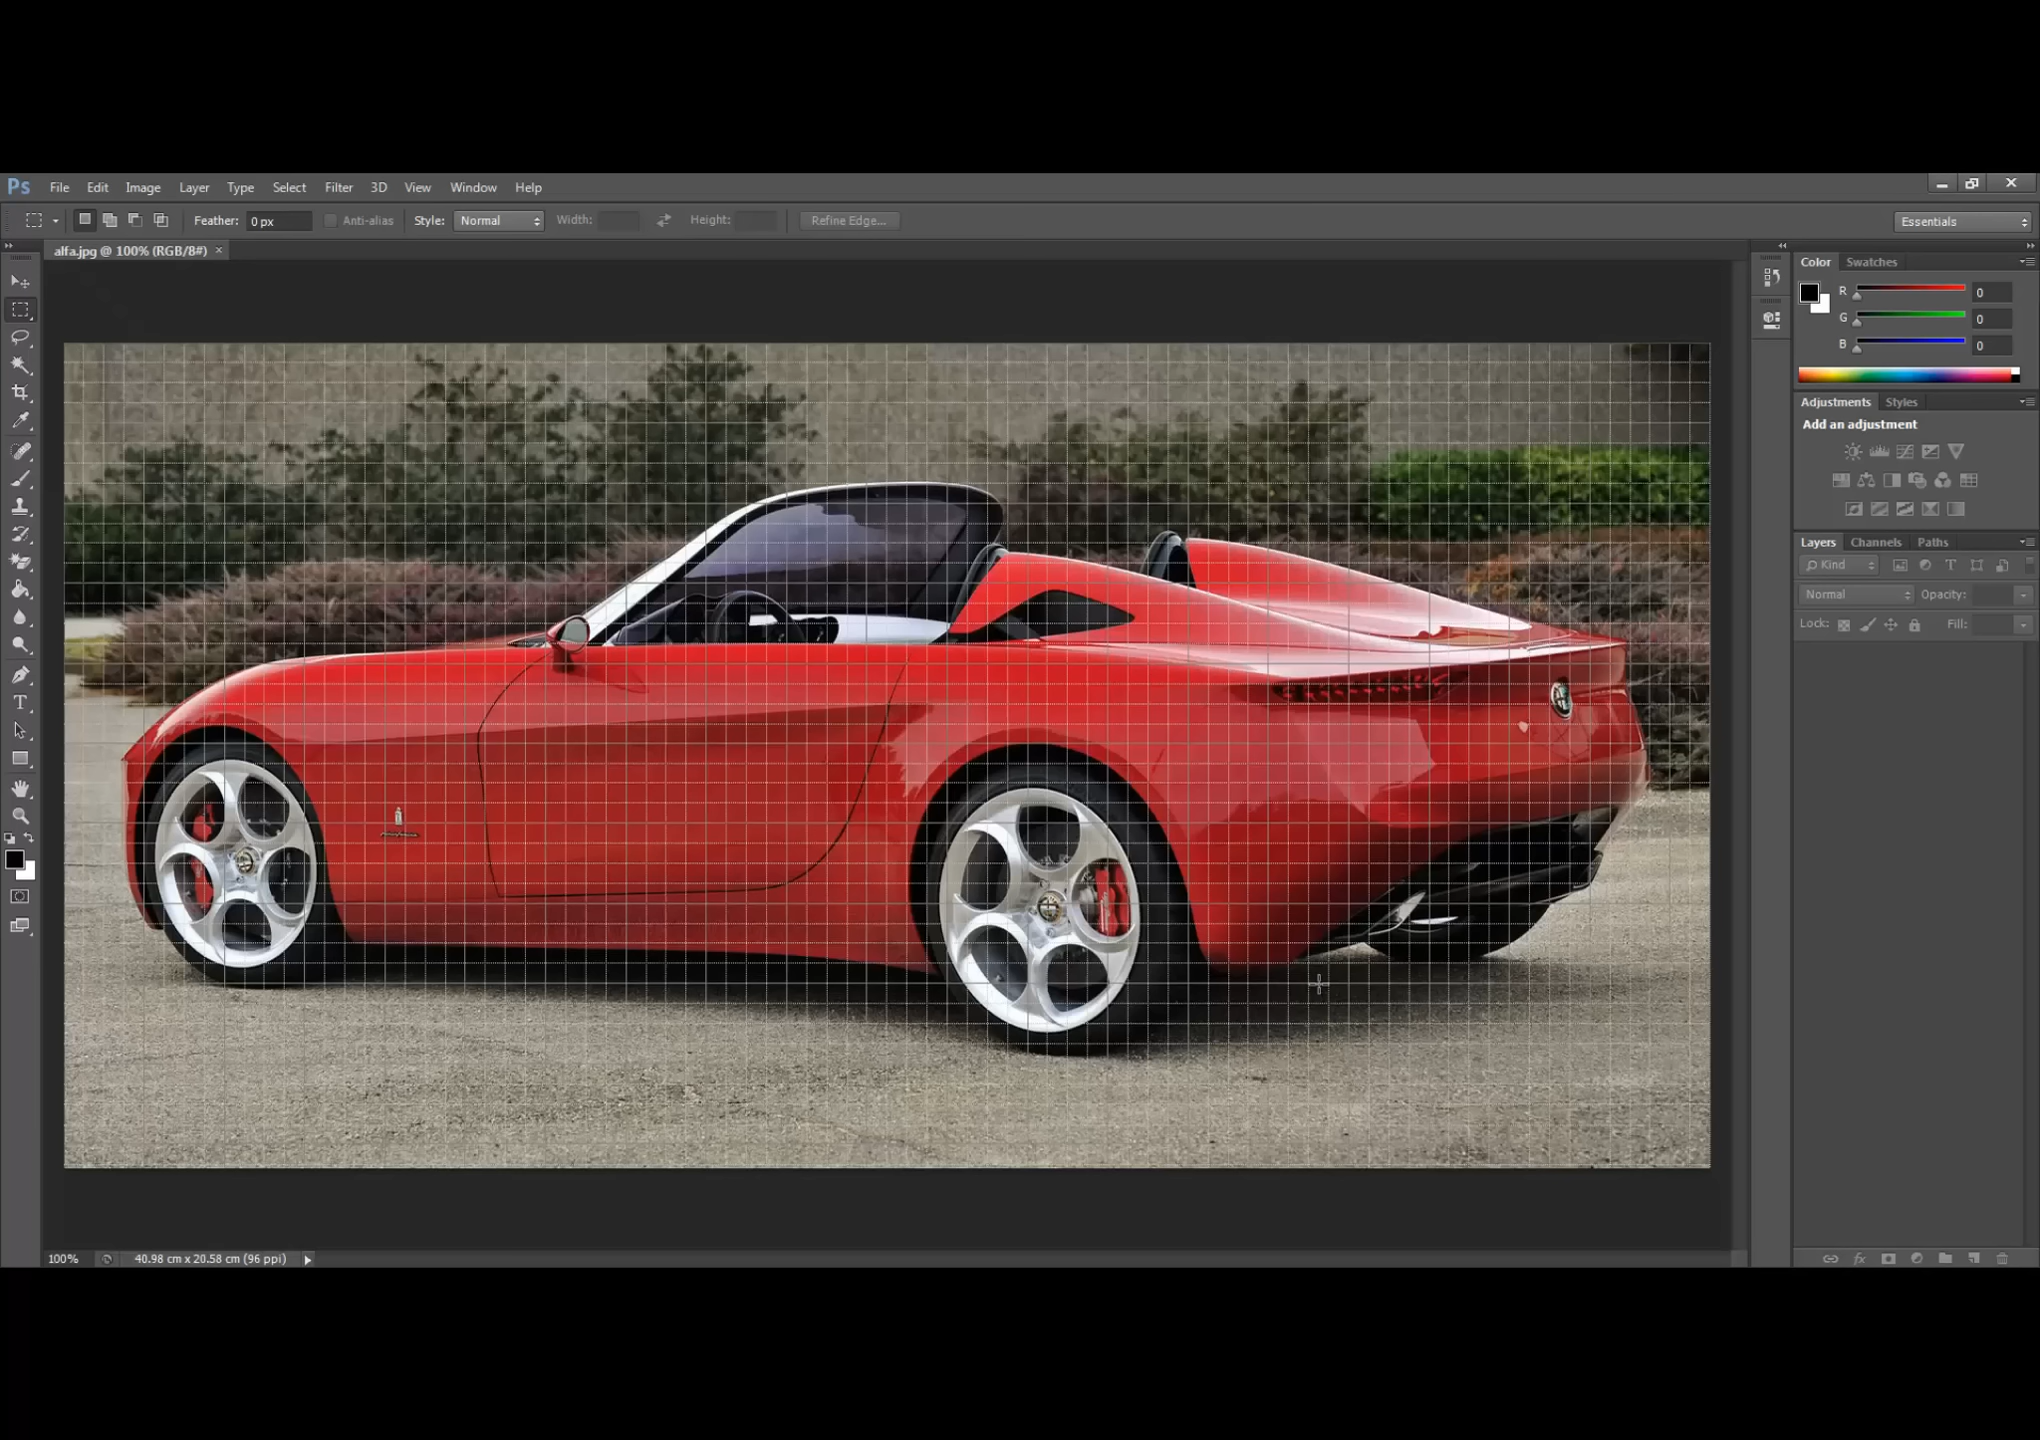 Ps File Edit Image Layer Type Select Filter 3D View Window Help
Feather: 0 px Anti-alias Style: Normal Width: Height: Refine Edge... Essentials
alfa.jpg @ 100% (RGB/8#) ×
Color Swatches
R 0
G 0
B 0
Adjustments Styles
Add an adjustment
Layers Channels Paths
Kind
Normal Opacity:
Lock: Fill:
100% 40.98 cm x 20.58 cm (96 ppi)